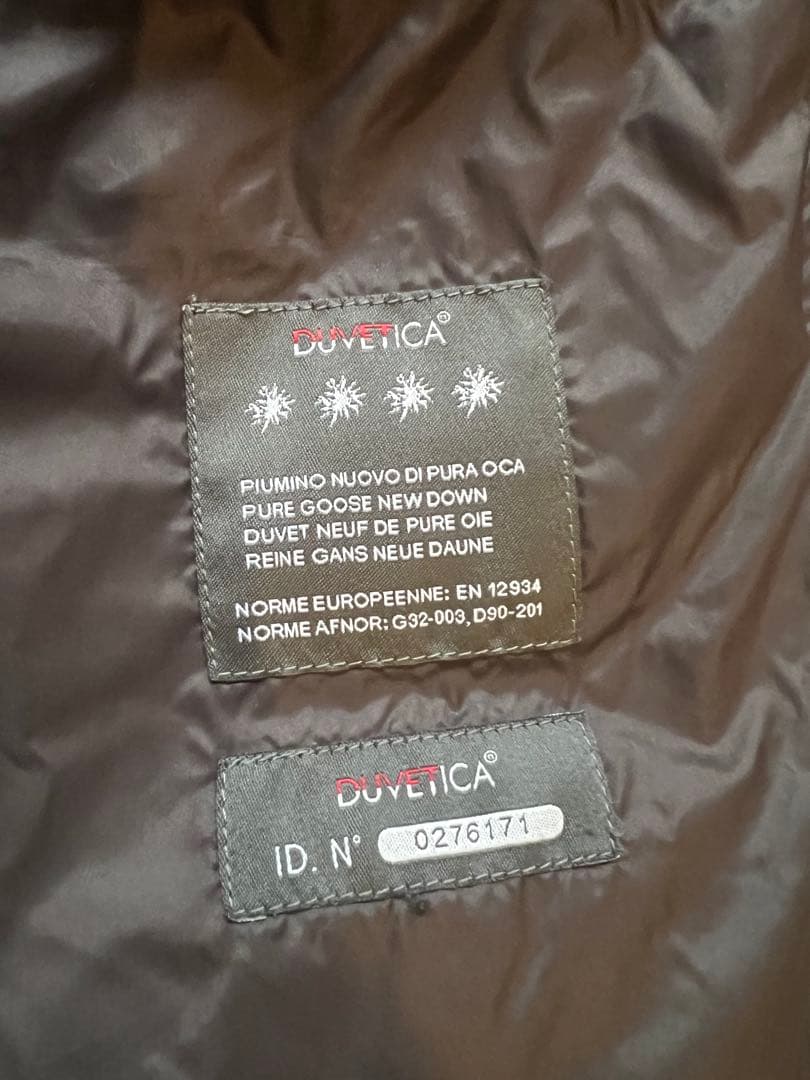 DUVETICA®
PIUMINO NUOVO DI PURA OCA
PURE GOOSE NEW DOWN
DUVET NEUF DE PURE OIE
REINE GANS NEUE DAUNE
NORME EUROPEENNE: EN 12934
NORME AFNOR: G32-003, D90-201
DUVETICA®
ID. N° 0276171